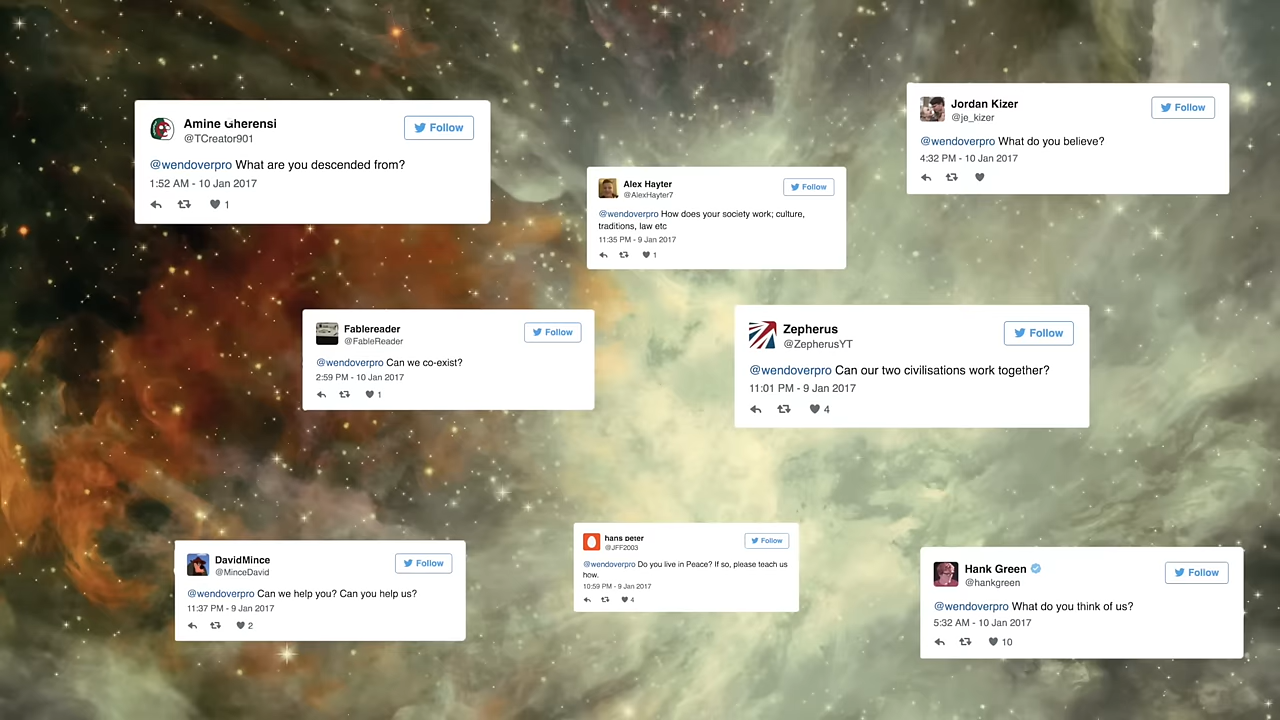 Amine Gherensi
@TCreator901
Follow
@wendoverpro What are you descended from?
1:52 AM - 10 Jan 2017
1
Jordan Kizer
@je_kizer
Follow
@wendoverpro What do you believe?
4:32 PM - 10 Jan 2017
Alex Hayter
@AlexHayter7
Follow
@wendoverpro How does your society work; culture,
traditions, law etc
11:35 PM - 9 Jan 2017
1
Fablereader
@FableReader
Follow
@wendoverpro Can we co-exist?
2:59 PM - 10 Jan 2017
1
Zepherus
@ZepherusYT
Follow
@wendoverpro Can our two civilisations work together?
11:01 PM - 9 Jan 2017
4
DavidMince
@MinceDavid
Follow
@wendoverpro Can we help you? Can you help us?
11:37 PM - 9 Jan 2017
2
hans peter
@JFF2003
Follow
@wendoverpro Do you live in Peace? If so, please teach us
how.
10:59 PM - 9 Jan 2017
4
Hank Green
@hankgreen
Follow
@wendoverpro What do you think of us?
5:32 AM - 10 Jan 2017
10